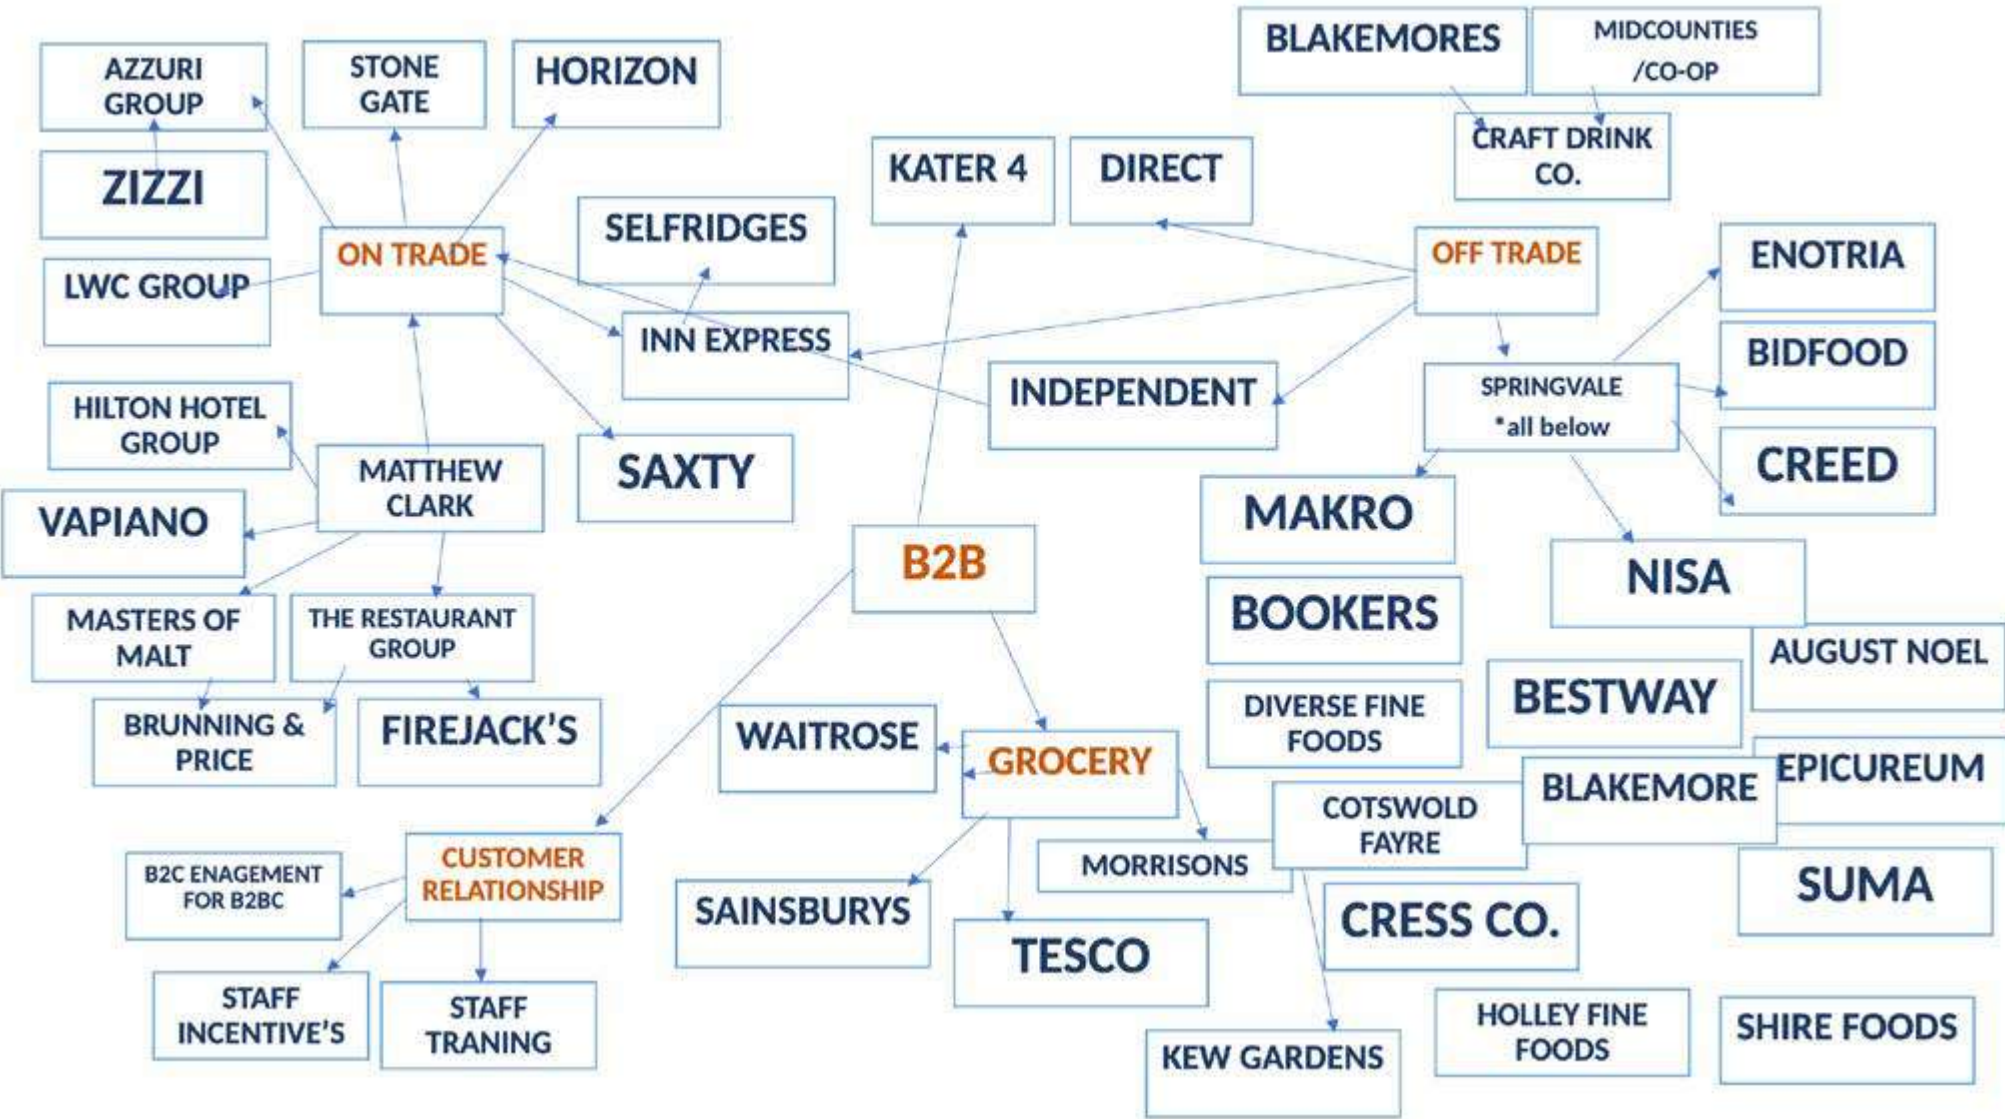 BLAKEMORES
MIDCOUNTIES
/CO-OP
AZZURI
GROUP
STONE
GATE
HORIZON
CRAFT DRINK
CO.
KATER 4
DIRECT
ZIZZI
SELFRIDGES
ON TRADE
OFF TRADE
ENOTRIA
LWC GROUP
INN EXPRESS
BIDFOOD
INDEPENDENT
SPRINGVALE
*all below
HILTON HOTEL
GROUP
MATTHEW
CLARK
SAXTY
CREED
VAPIANO
MAKRO
B2B
NISA
MASTERS OF
MALT
THE RESTAURANT
GROUP
BOOKERS
AUGUST NOEL
BESTWAY
DIVERSE FINE
FOODS
BRUNNING &
PRICE
FIREJACK'S
WAITROSE
GROCERY
EPICUREUM
BLAKEMORE
COTSWOLD
FAYRE
CUSTOMER
RELATIONSHIP
MORRISONS
B2C ENAGEMENT
FOR B2BC
SUMA
SAINSBURYS
CRESS CO.
TESCO
STAFF
INCENTIVE'S
STAFF
TRANING
HOLLEY FINE
FOODS
SHIRE FOODS
KEW GARDENS